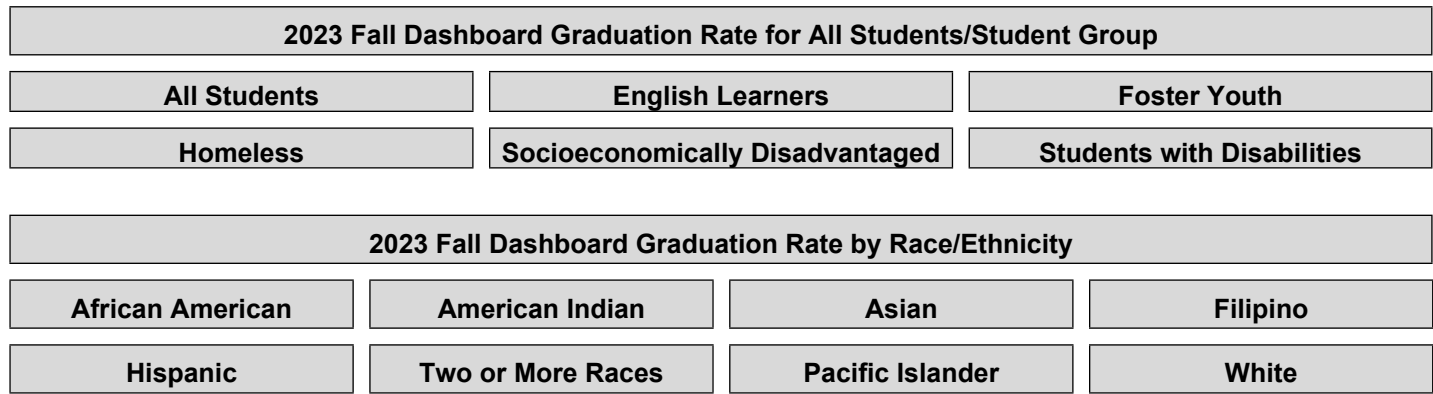 2023 Fall Dashboard Graduation Rate for All Students/Student Group
All Students
English Learners
Foster Youth
Homeless
Socioeconomically Disadvantaged
Students with Disabilities
2023 Fall Dashboard Graduation Rate by Race/Ethnicity
African American
American Indian
Asian
Filipino
Hispanic
Two or More Races
Pacific Islander
White